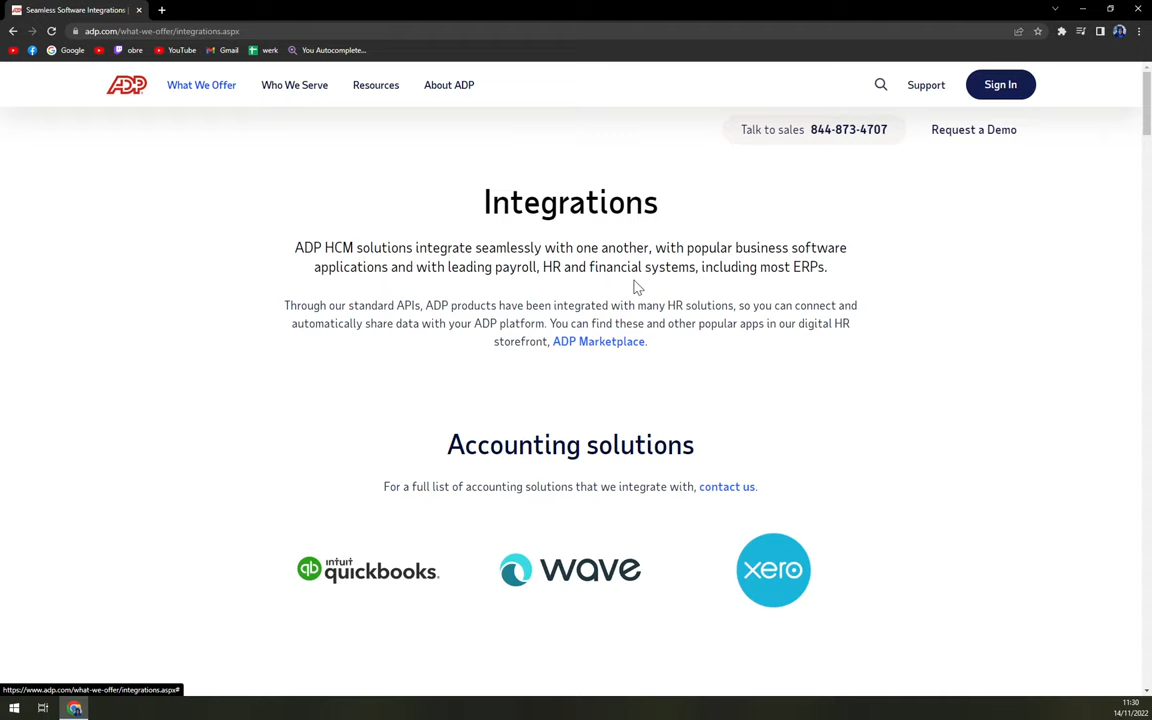 Seamless Software Integrations |
adp.com/what-we-offer/integrations.aspx
Google
obre
YouTube
Gmail
werk
You Autocomplete...
ADP
What We Offer
Who We Serve
Resources
About ADP
Support
Sign In
Talk to sales 844-873-4707
Request a Demo
Integrations
ADP HCM solutions integrate seamlessly with one another, with popular business software
applications and with leading payroll, HR and financial systems, including most ERPs.
Through our standard APIs, ADP products have been integrated with many HR solutions, so you can connect and
automatically share data with your ADP platform. You can find these and other popular apps in our digital HR
storefront, ADP Marketplace.
Accounting solutions
For a full list of accounting solutions that we integrate with, contact us.
qb intuit quickbooks.
wave
xero
https://www.adp.com/what-we-offer/integrations.aspx#
11:30
14/11/2022